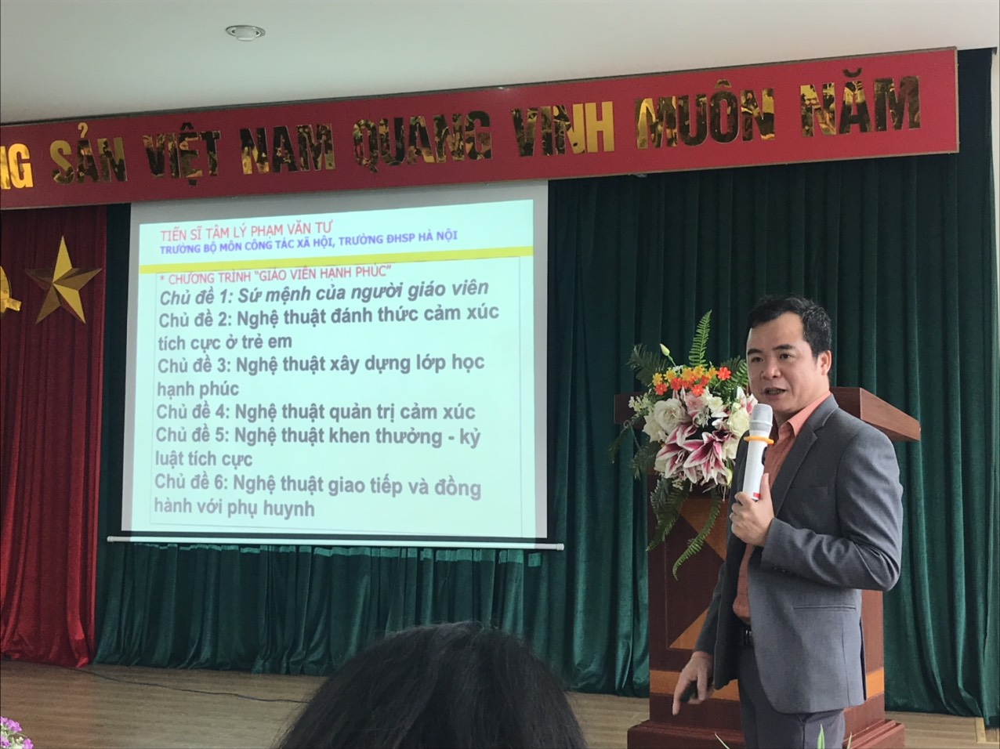 NG SẢN VIỆT NAM QUANG VINH MUÔN NĂM
TIẾN SĨ TÂM LÝ PHẠM VĂN TƯ
TRƯỞNG BỘ MÔN CÔNG TÁC XÃ HỘI, TRƯỜNG ĐHSP HÀ NỘI
* CHƯƠNG TRÌNH “GIÁO VIÊN HẠNH PHÚC”
Chủ đề 1: Sứ mệnh của người giáo viên
Chủ đề 2: Nghệ thuật đánh thức cảm xúc
tích cực ở trẻ em
Chủ đề 3: Nghệ thuật xây dựng lớp học
hạnh phúc
Chủ đề 4: Nghệ thuật quản trị cảm xúc
Chủ đề 5: Nghệ thuật khen thưởng - kỷ
luật tích cực
Chủ đề 6: Nghệ thuật giao tiếp và đồng
hành với phụ huynh